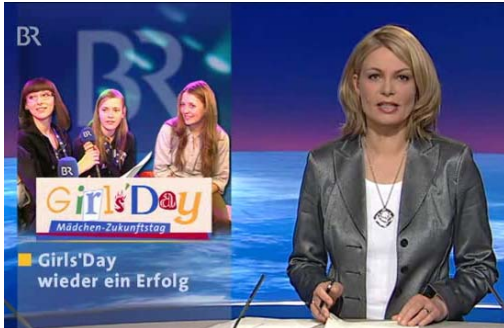 BR
BR
Girls'Day
Mädchen-Zukunftstag
Girls'Day
wieder ein Erfolg